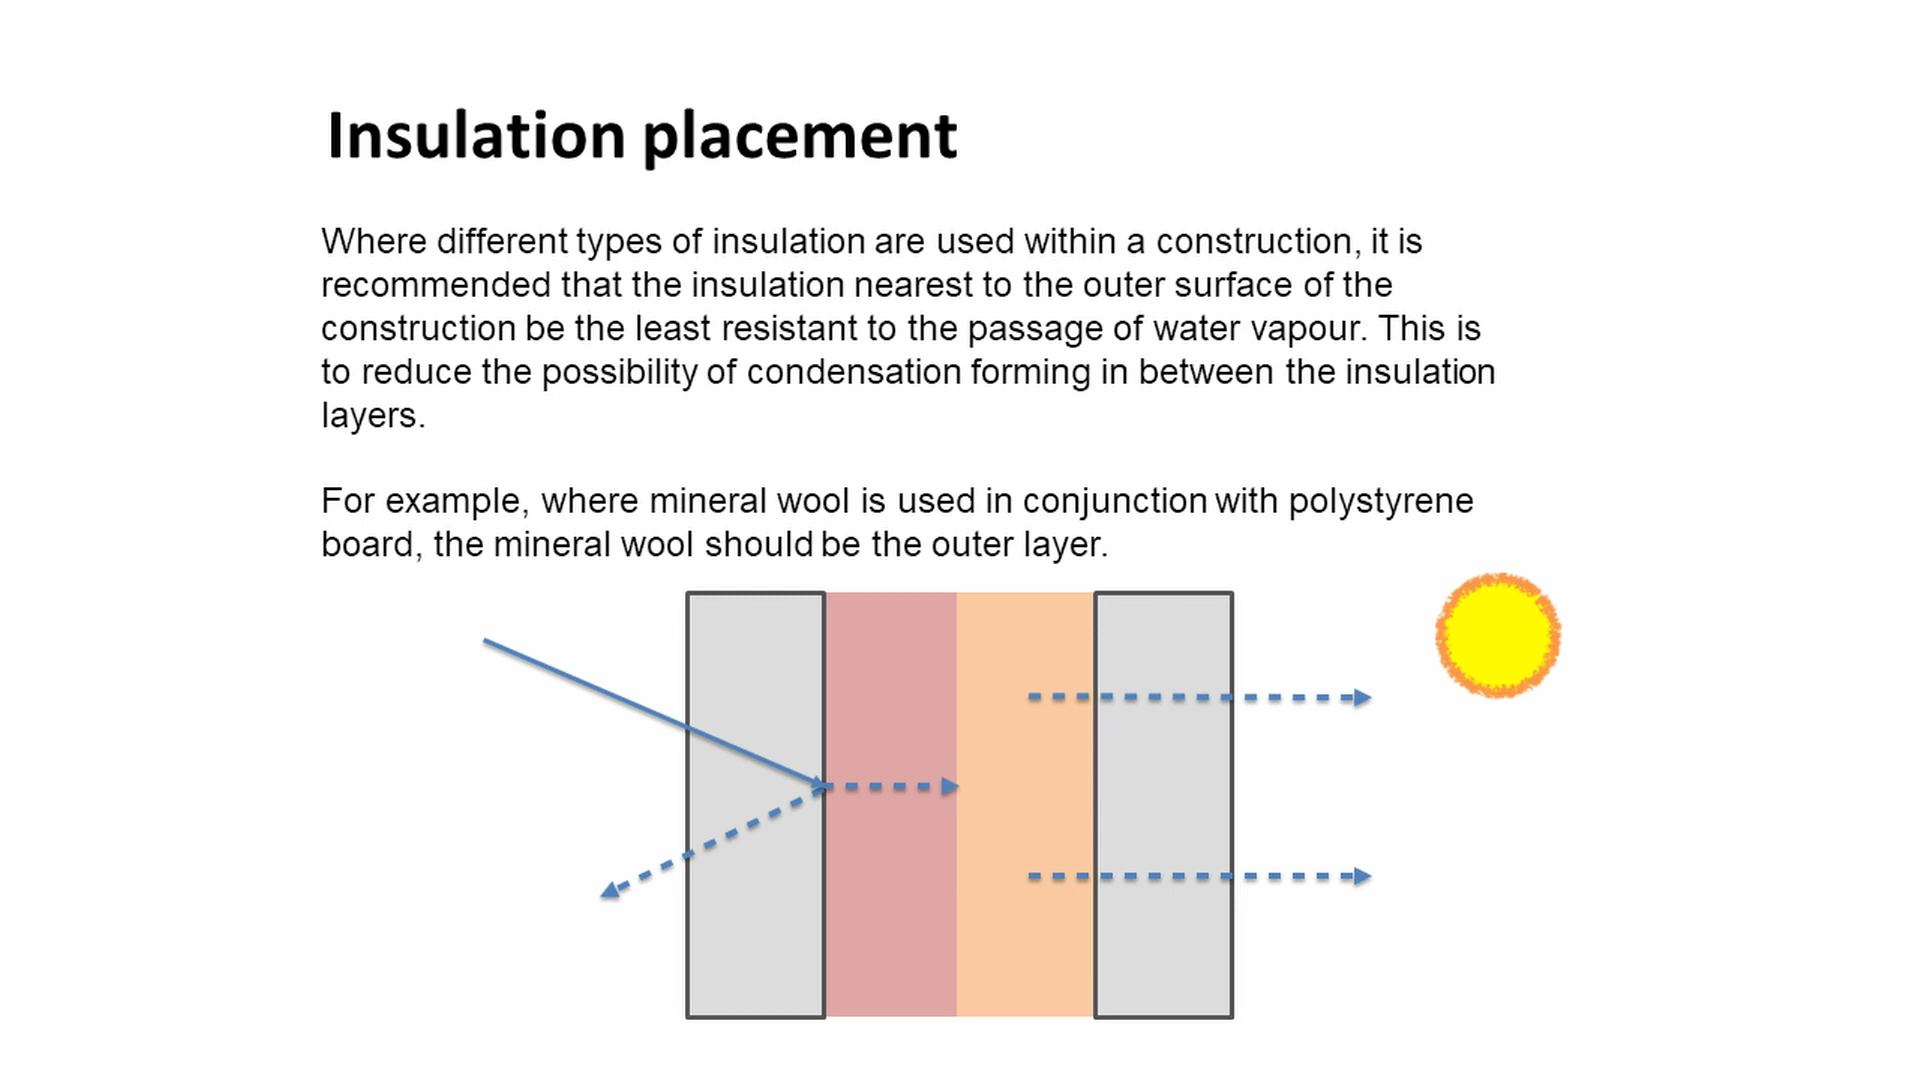 Insulation placement
Where different types of insulation are used within a construction, it is
recommended that the insulation nearest to the outer surface of the
construction be the least resistant to the passage of water vapour. This is
to reduce the possibility of condensation forming in between the insulation
layers.
For example, where mineral wool is used in conjunction with polystyrene
board, the mineral wool should be the outer layer.